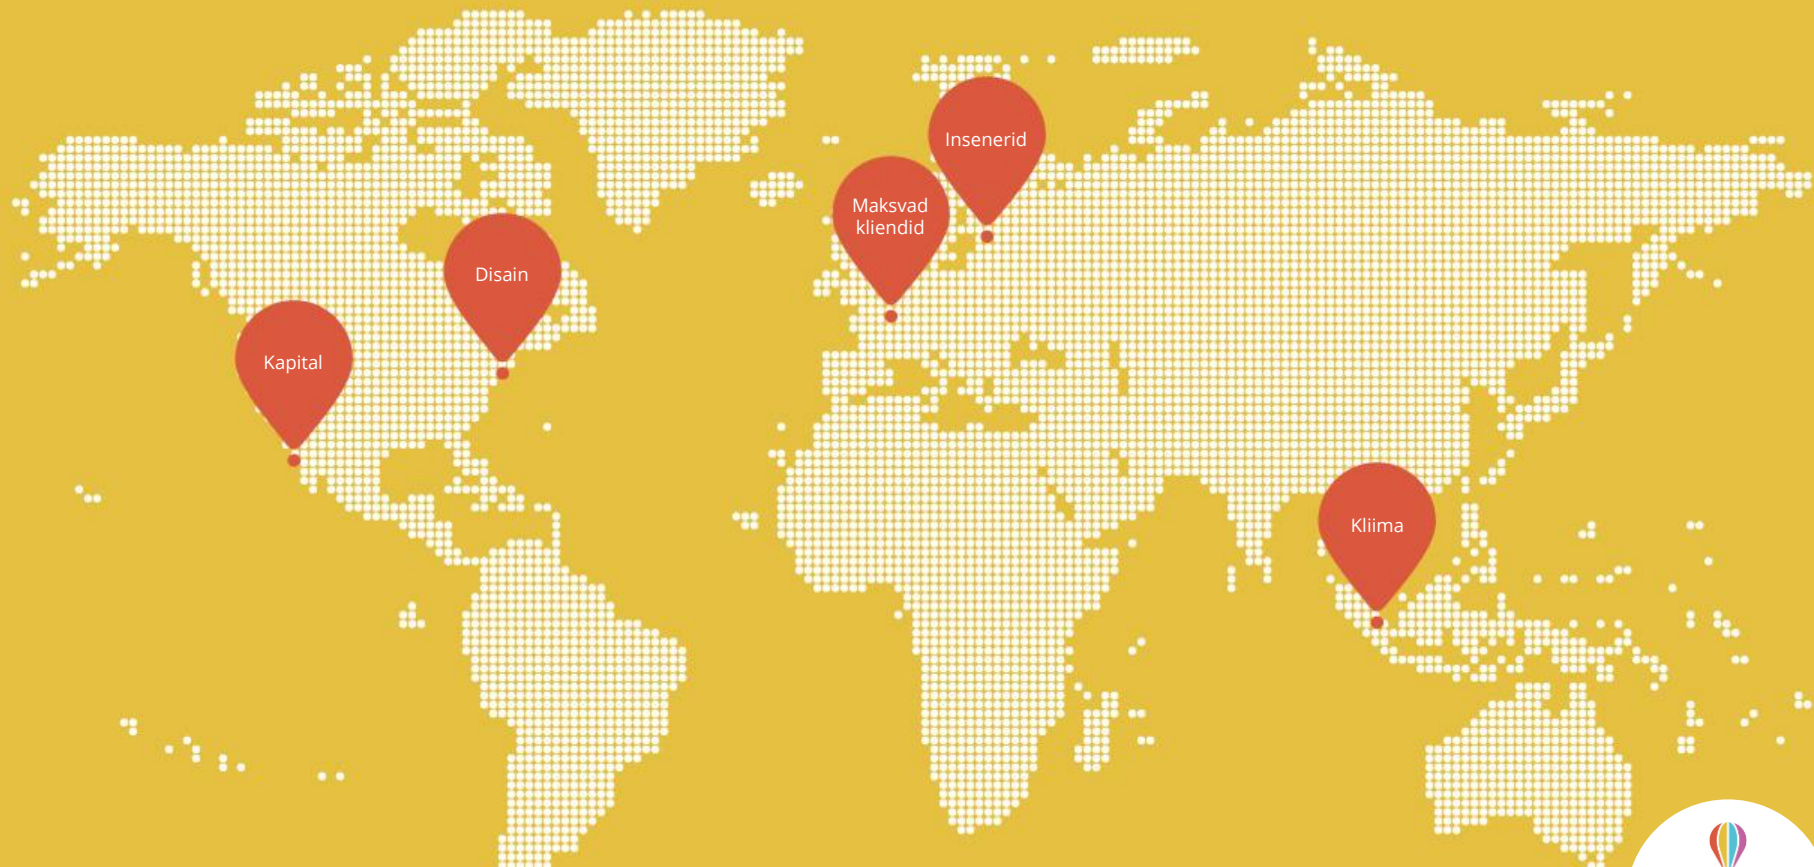 Insenerid
Maksvad
kliendid
Disain
Kapital
Kliima